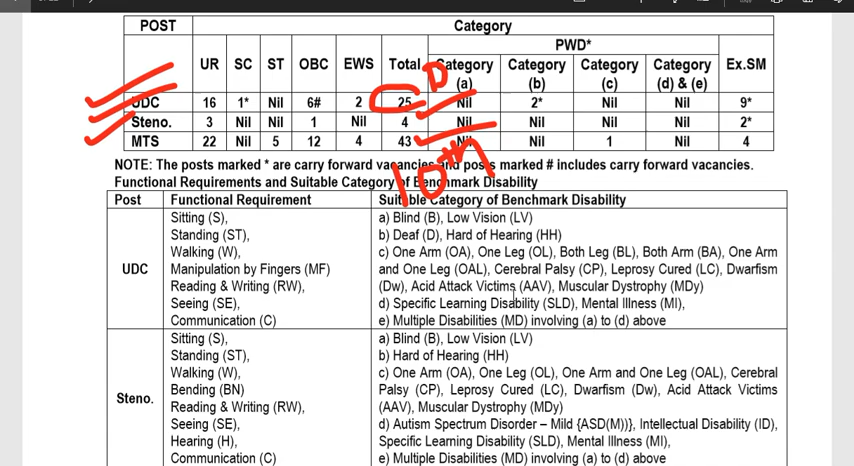 POST Category
UR SC ST OBC EWS Total PWD* Ex.SM
Category (a) Category (b) Category (c) Category (d) & (e)
UDC 16 1* Nil 6# 2 25 Nil 2* Nil Nil 9*
Steno. 3 Nil Nil 1 Nil 4 Nil Nil Nil Nil 2*
MTS 22 Nil 5 12 4 43 Nil Nil 1 Nil 4
D
10th
NOTE: The posts marked * are carry forward vacancies and posts marked # includes carry forward vacancies.
Functional Requirements and Suitable Category of Benchmark Disability
Post Functional Requirement Suitable Category of Benchmark Disability
UDC
Sitting (S),
Standing (ST),
Walking (W),
Manipulation by Fingers (MF)
Reading & Writing (RW),
Seeing (SE),
Communication (C)
a) Blind (B), Low Vision (LV)
b) Deaf (D), Hard of Hearing (HH)
c) One Arm (OA), One Leg (OL), Both Leg (BL), Both Arm (BA), One Arm
and One Leg (OAL), Cerebral Palsy (CP), Leprosy Cured (LC), Dwarfism
(Dw), Acid Attack Victims (AAV), Muscular Dystrophy (MDy)
d) Specific Learning Disability (SLD), Mental Illness (MI),
e) Multiple Disabilities (MD) involving (a) to (d) above
Steno.
Sitting (S),
Standing (ST),
Walking (W),
Bending (BN)
Reading & Writing (RW),
Seeing (SE),
Hearing (H),
Communication (C)
a) Blind (B), Low Vision (LV)
b) Hard of Hearing (HH)
c) One Arm (OA), One Leg (OL), One Arm and One Leg (OAL), Cerebral
Palsy (CP), Leprosy Cured (LC), Dwarfism (Dw), Acid Attack Victims
(AAV), Muscular Dystrophy (MDy)
d) Autism Spectrum Disorder – Mild {ASD(M))}, Intellectual Disability (ID),
Specific Learning Disability (SLD), Mental Illness (MI),
e) Multiple Disabilities (MD) involving (a) to (d) above